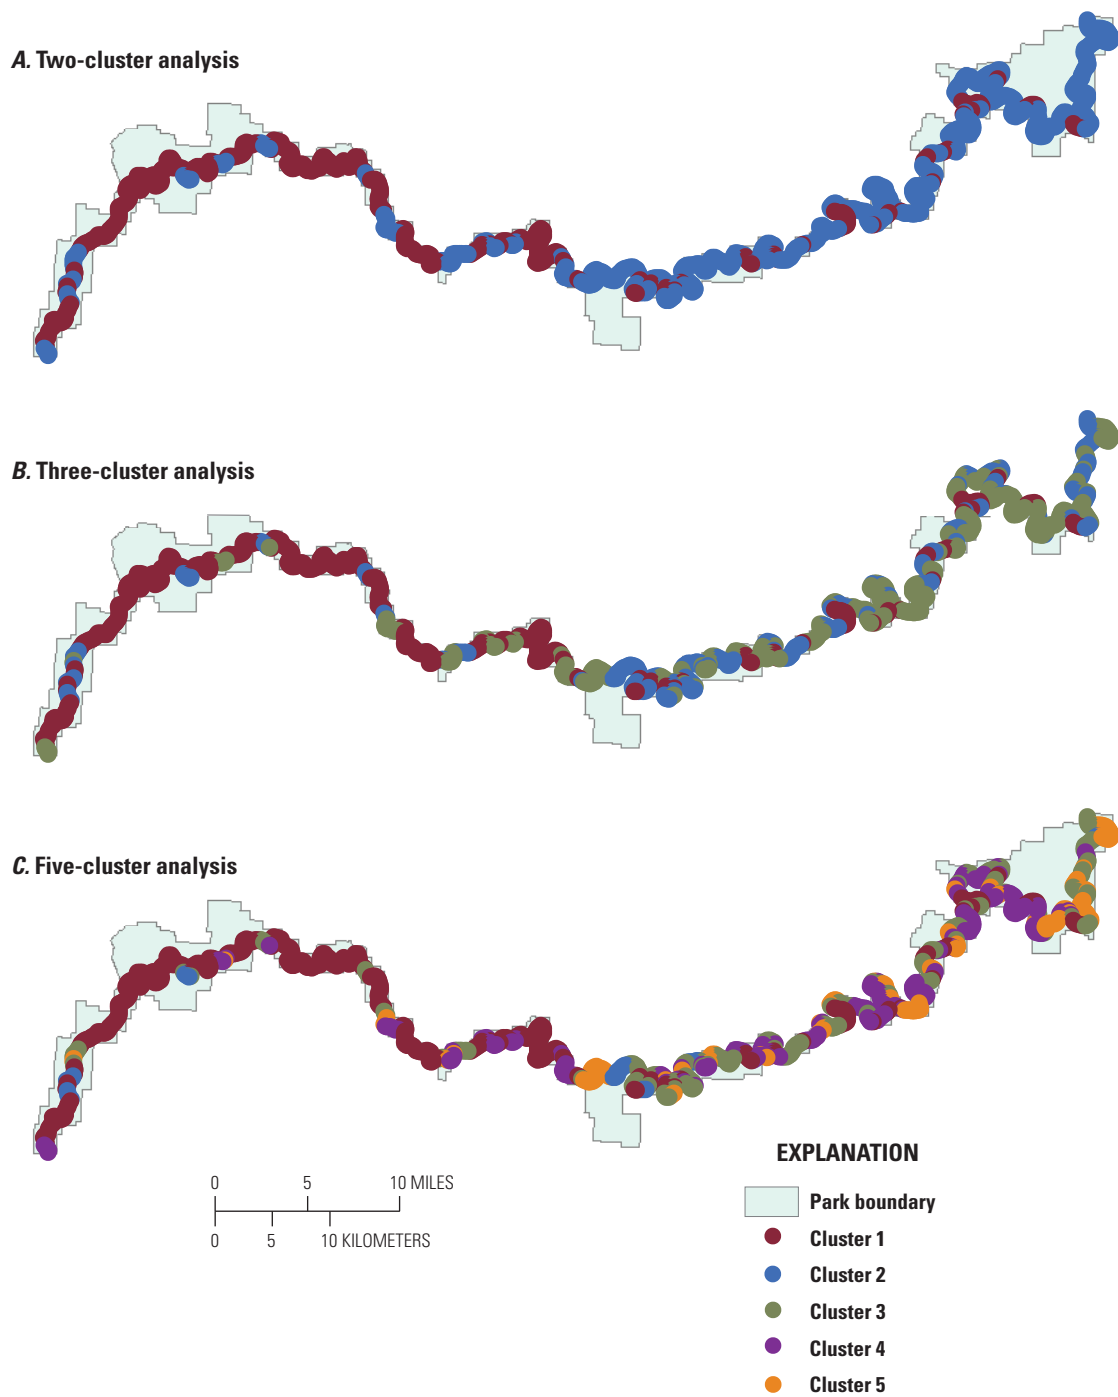 A. Two-cluster analysis
B. Three-cluster analysis
C. Five-cluster analysis
0 5 10 MILES
0 5 10 KILOMETERS
EXPLANATION
Park boundary
Cluster 1
Cluster 2
Cluster 3
Cluster 4
Cluster 5